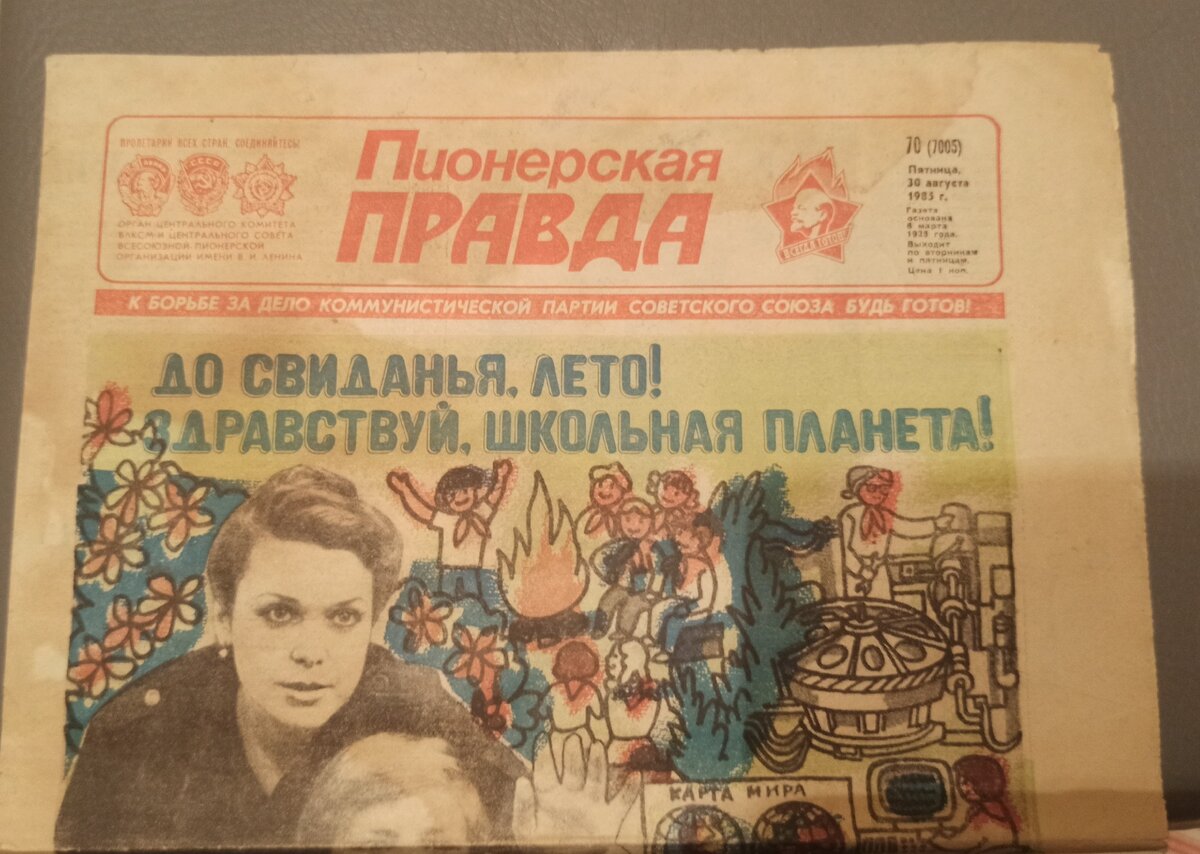 ПРОЛЕТАРИИ ВСЕХ СТРАН, СОЕДИНЯЙТЕСЬ!
ОРГАН ЦЕНТРАЛЬНОГО КОМИТЕТА
ВЛКСМ И ЦЕНТРАЛЬНОГО СОВЕТА
ВСЕСОЮЗНОЙ ПИОНЕРСКОЙ
ОРГАНИЗАЦИИ ИМЕНИ В. И. ЛЕНИНА
Пионерская
ПРАВДА
ВСЕГДА ГОТОВ!
70 (7005)
Пятница,
30 августа
1985 г.
Газета
основана
6 марта
1925 года.
Выходит
по вторникам
и пятницам.
Цена 1 коп.
К БОРЬБЕ ЗА ДЕЛО КОММУНИСТИЧЕСКОЙ ПАРТИИ СОВЕТСКОГО СОЮЗА БУДЬ ГОТОВ!
ДО СВИДАНЬЯ, ЛЕТО!
ЗДРАВСТВУЙ, ШКОЛЬНАЯ ПЛАНЕТА!
КАРТА МИРА